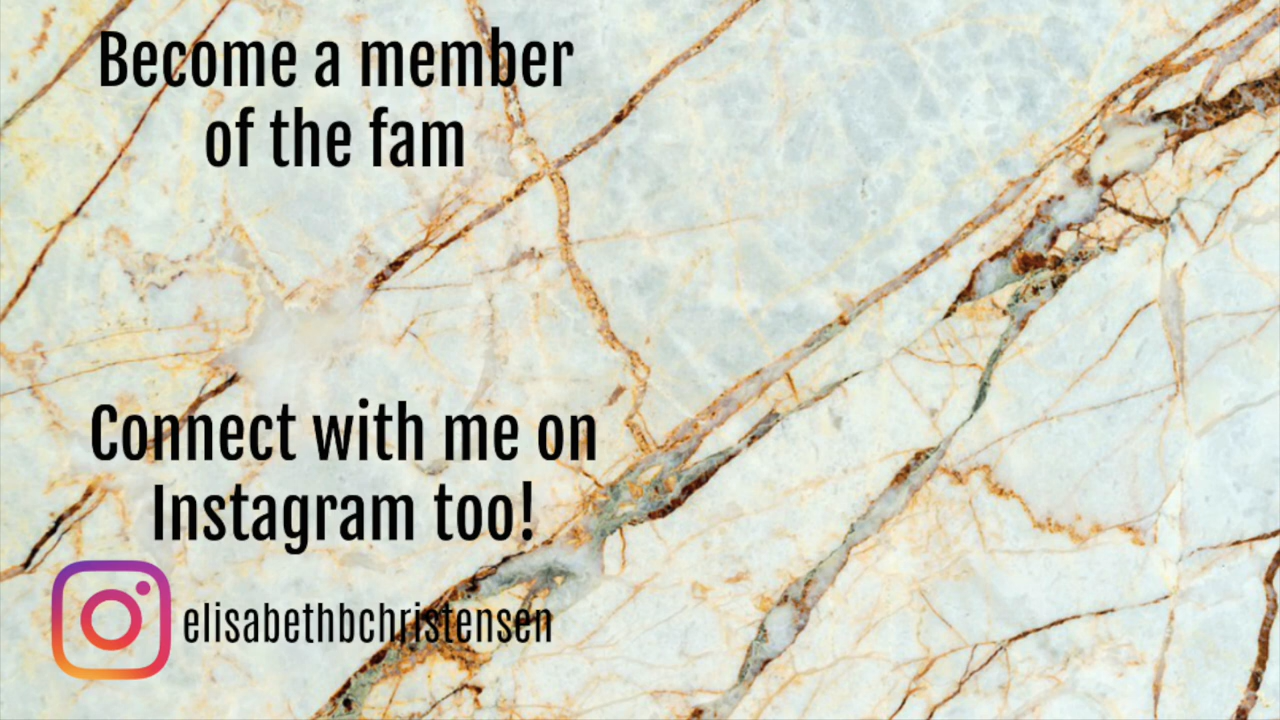 Become a member
of the fam
Connect with me on
Instagram too!
elisabethbchristensen